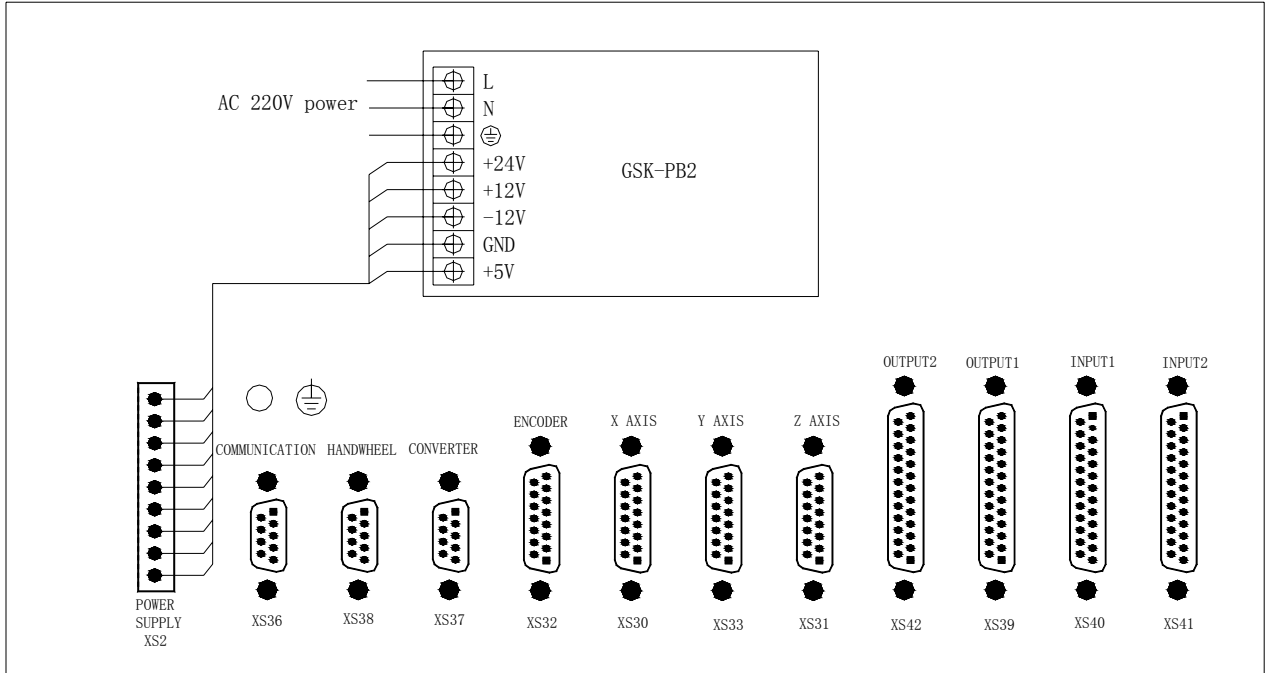 L
AC 220V power
N
+24V
GSK-PB2
+12V
-12V
GND
+5V
OUTPUT2
OUTPUT1
INPUT1
INPUT2
ENCODER
X AXIS
Y AXIS
Z AXIS
COMMUNICATION
HANDWHEEL
CONVERTER
POWER
SUPPLY
XS2
XS36
XS38
XS37
XS32
XS30
XS33
XS31
XS42
XS39
XS40
XS41